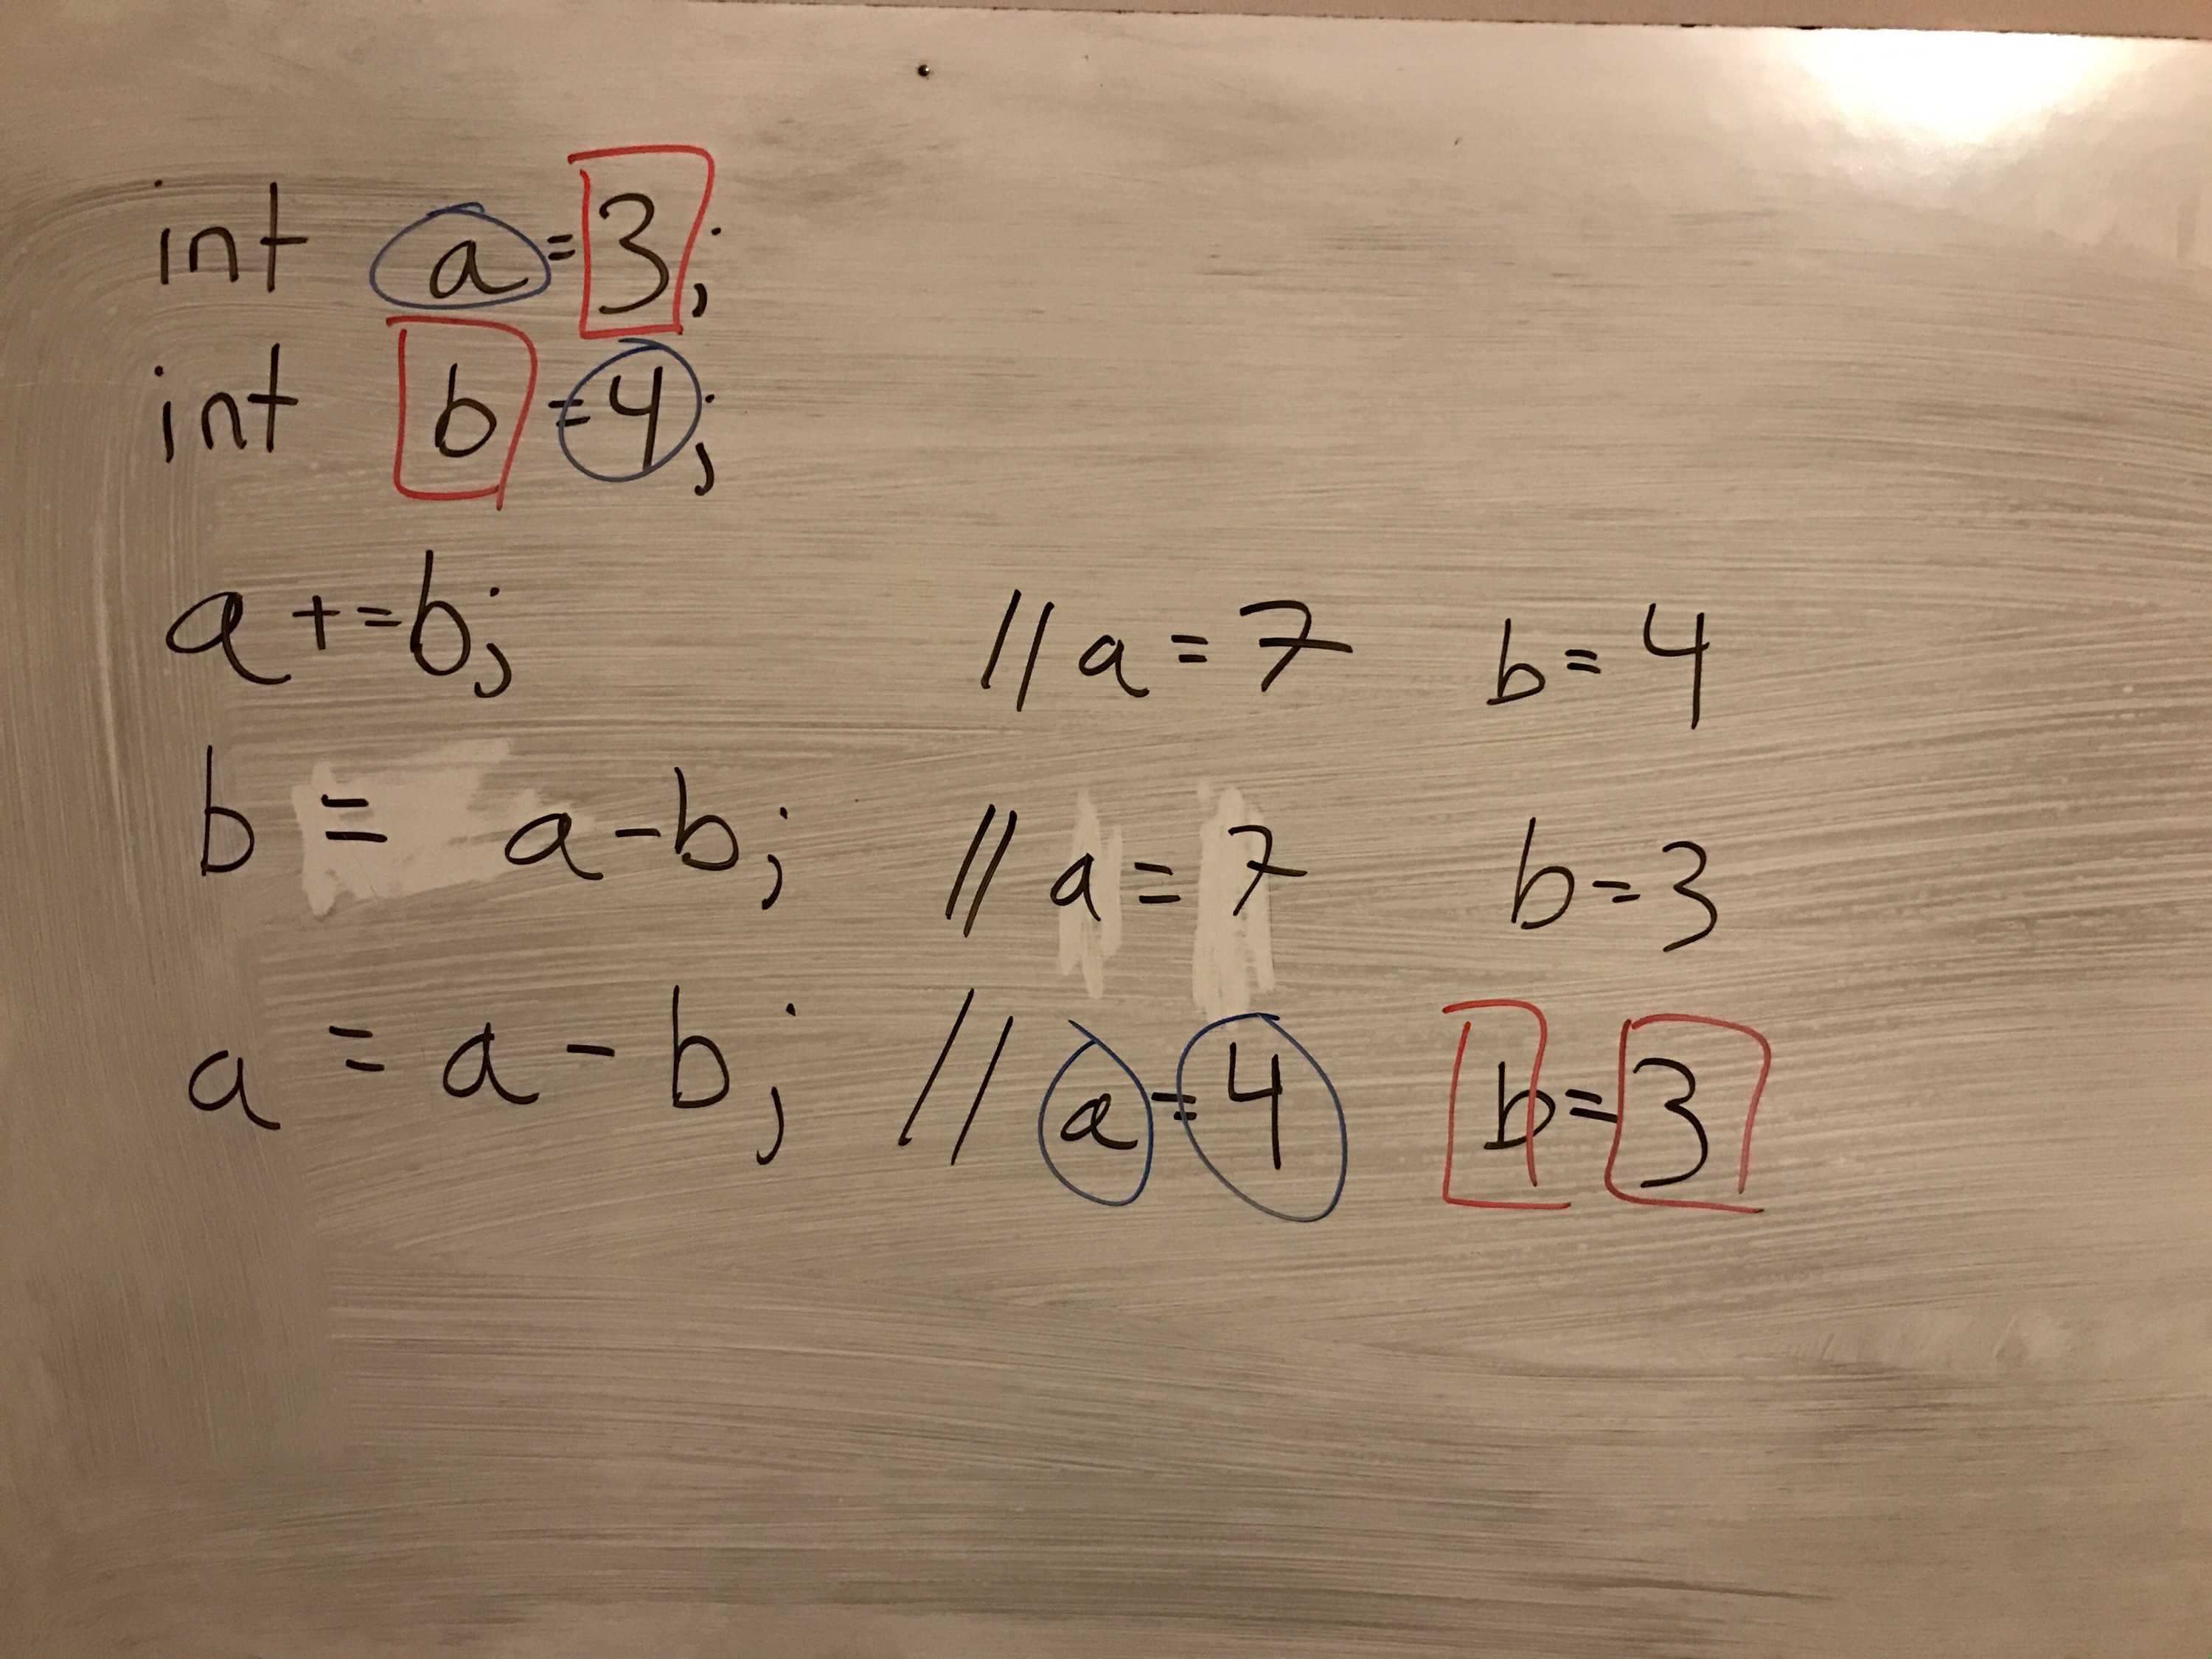 int a=3;
int b=4;
a+=b; // a=7 b=4
b = a-b; // a=7 b=3
a = a - b; // a=4 b=3